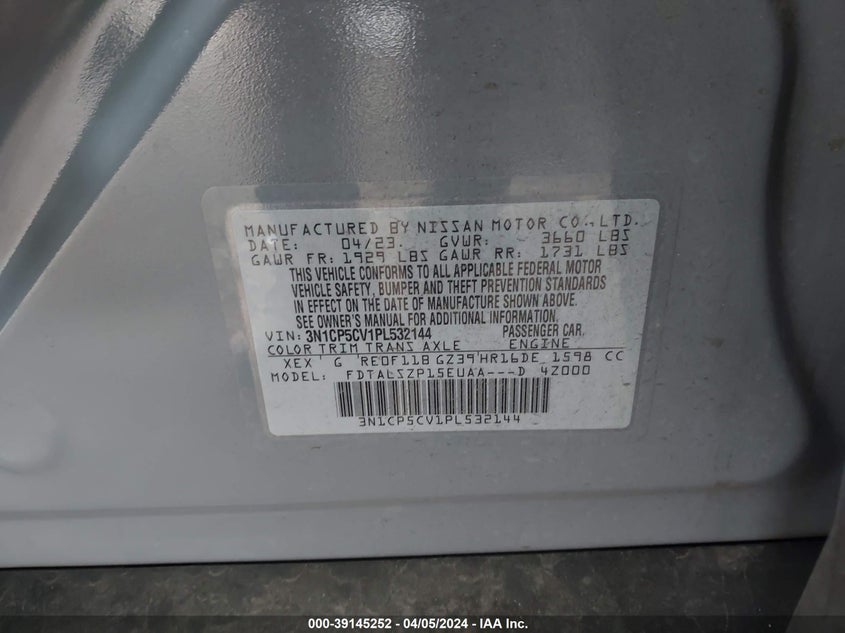 MANUFACTURED BY NISSAN MOTOR CO.,LTD.
DATE: 04/23. GVWR: 3660 LBS
GAWR FR: 1929 LBS GAWR RR: 1731 LBS
THIS VEHICLE CONFORMS TO ALL APPLICABLE FEDERAL MOTOR
VEHICLE SAFETY, BUMPER AND THEFT PREVENTION STANDARDS
IN EFFECT ON THE DATE OF MANUFACTURE SHOWN ABOVE.
SEE OWNER'S MANUAL FOR ADDITIONAL INFORMATION.
VIN: 3N1CP5CV1PL532144 PASSENGER CAR
COLOR TRIM TRANS AXLE ENGINE
XEX G RE0F11B GZ39 HR16DE 1598 CC
MODEL: FDTALSZP15EUAA---D 4Z000
3N1CP5CV1PL532144
000-39145252 - 04/05/2024 - IAA Inc.